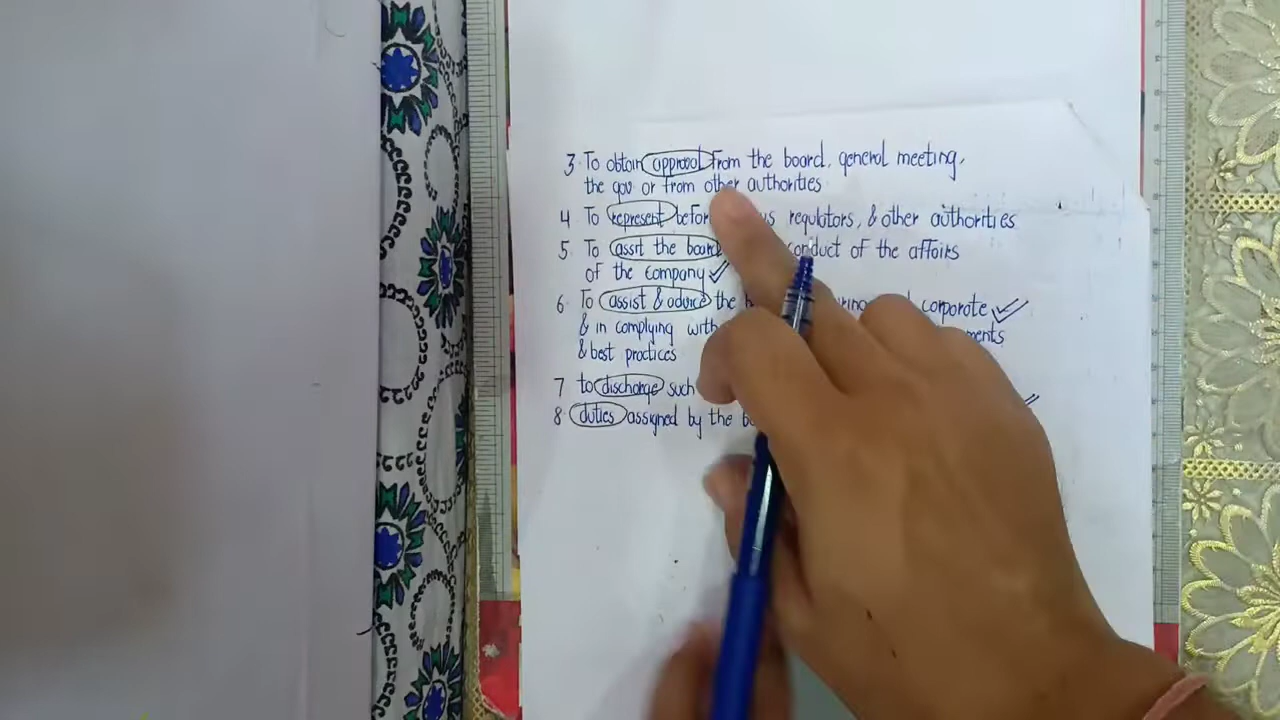 3. To obtain approval from the board, general meeting,
the gov or from other authorities
4 To represent before regulators, & other authorities
5 To assit the board conduct of the affairs
of the company
6. To assist & advice the corporate
& in complying with
& best practices
7 to discharge such
8 duties assigned by the